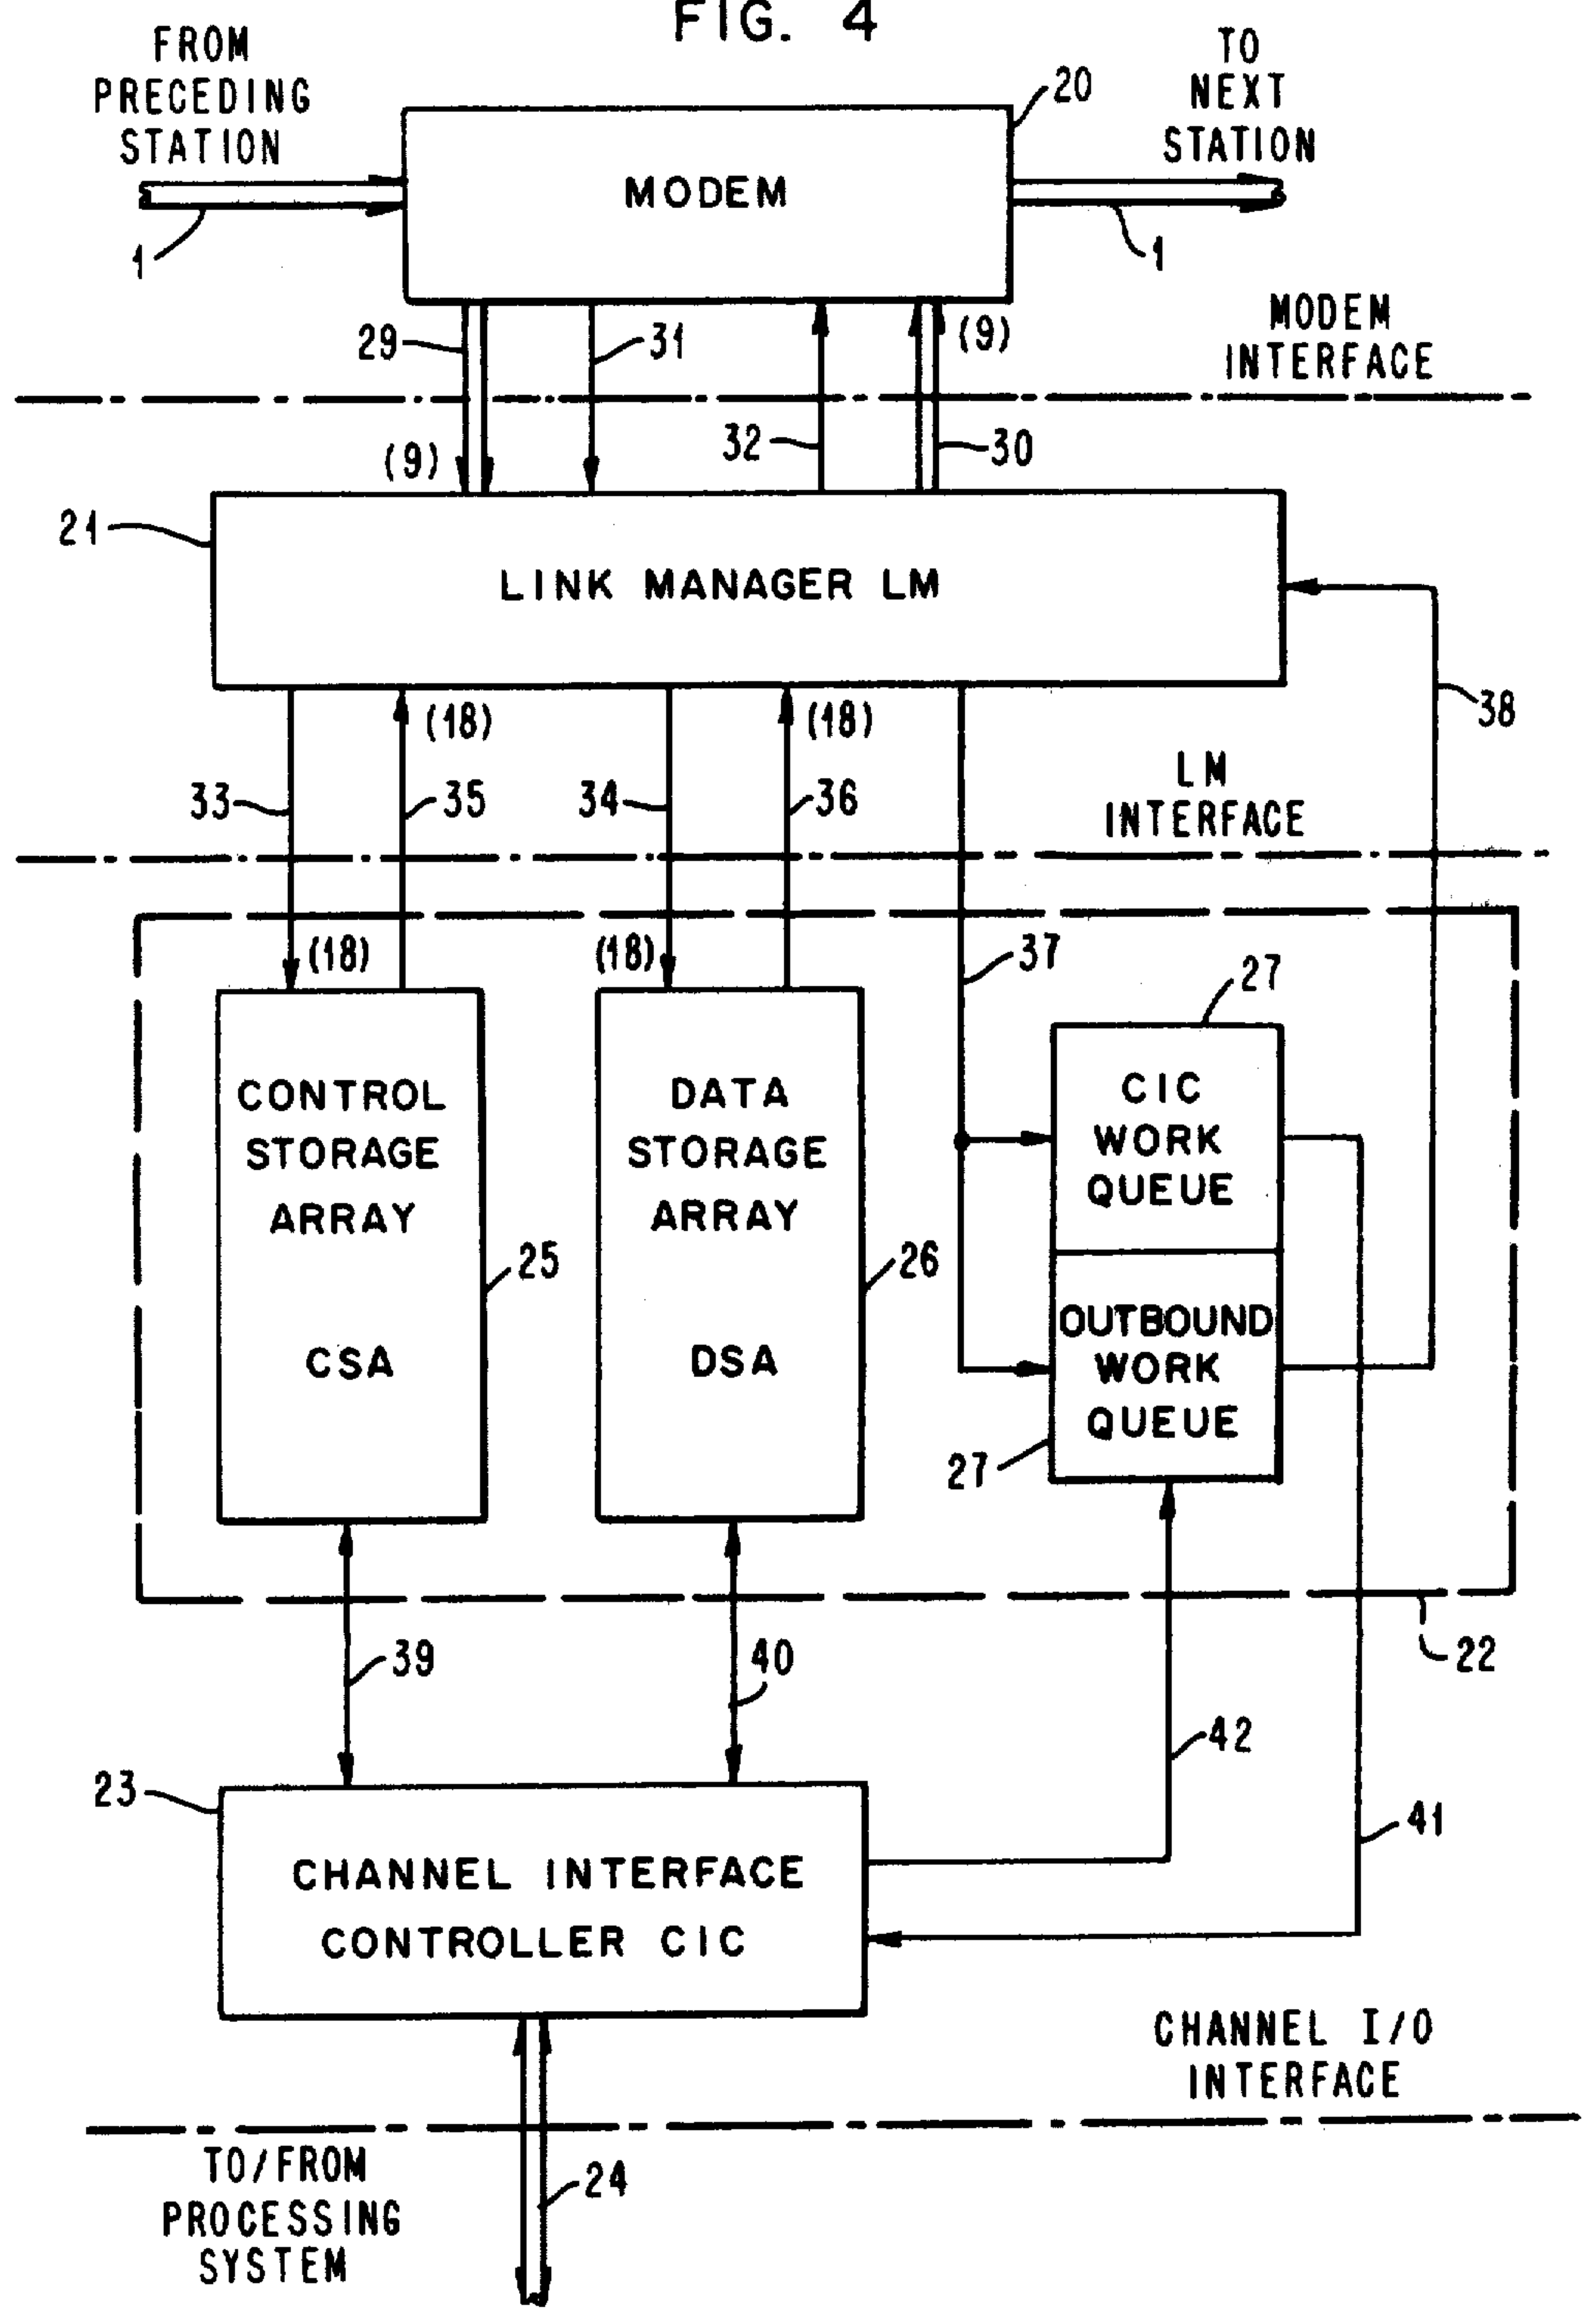 FIG. 4
FROM
PRECEDING
STATION
TO
NEXT
STATION
20
MODEM
1
1
MODEM
INTERFACE
29
31
(9)
(9)
32
30
21
LINK MANAGER LM
38
(18)
(18)
33
35
34
36
LM
INTERFACE
(18)
(18)
37
27
CONTROL
STORAGE
ARRAY
CSA
25
DATA
STORAGE
ARRAY
DSA
26
CIC
WORK
QUEUE
OUTBOUND
WORK
QUEUE
27
39
40
22
42
41
23
CHANNEL INTERFACE
CONTROLLER CIC
CHANNEL I/O
INTERFACE
TO/FROM
PROCESSING
SYSTEM
24